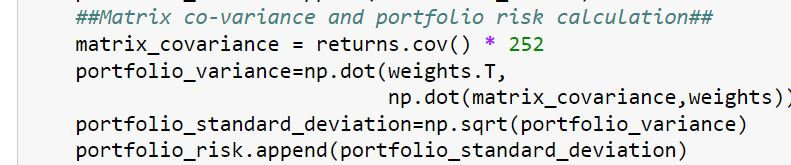 ##Matrix co-variance and portfolio risk calculation##
matrix_covariance = returns.cov() * 252
portfolio_variance=np.dot(weights.T,
np.dot(matrix_covariance,weights))
portfolio_standard_deviation=np.sqrt(portfolio_variance)
portfolio_risk.append(portfolio_standard_deviation)